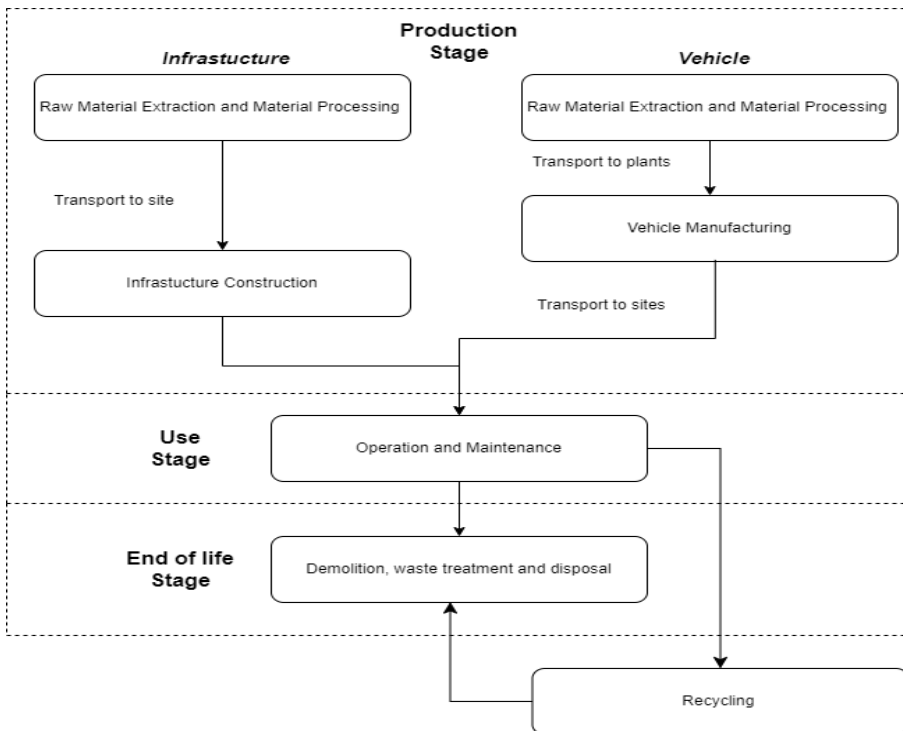 Production
Stage
Infrastucture
Vehicle
Raw Material Extraction and Material Processing
Raw Material Extraction and Material Processing
Transport to plants
Transport to site
Vehicle Manufacturing
Infrastucture Construction
Transport to sites
Use
Stage
Operation and Maintenance
End of life
Stage
Demolition, waste treatment and disposal
Recycling